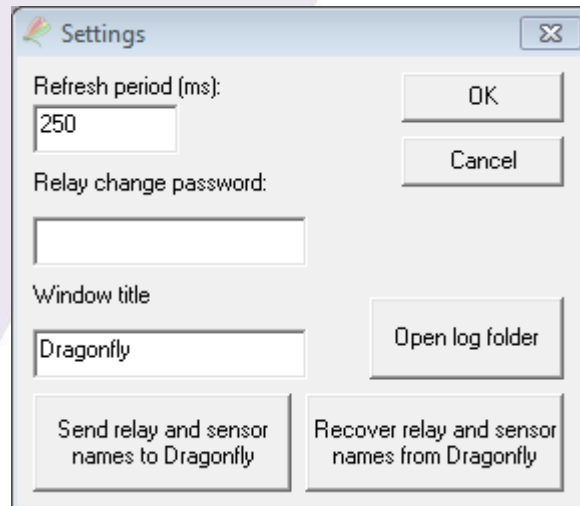 Settings
Refresh period (ms):
250
OK
Cancel
Relay change password:
Window title
Dragonfly
Open log folder
Send relay and sensor
names to Dragonfly
Recover relay and sensor
names from Dragonfly